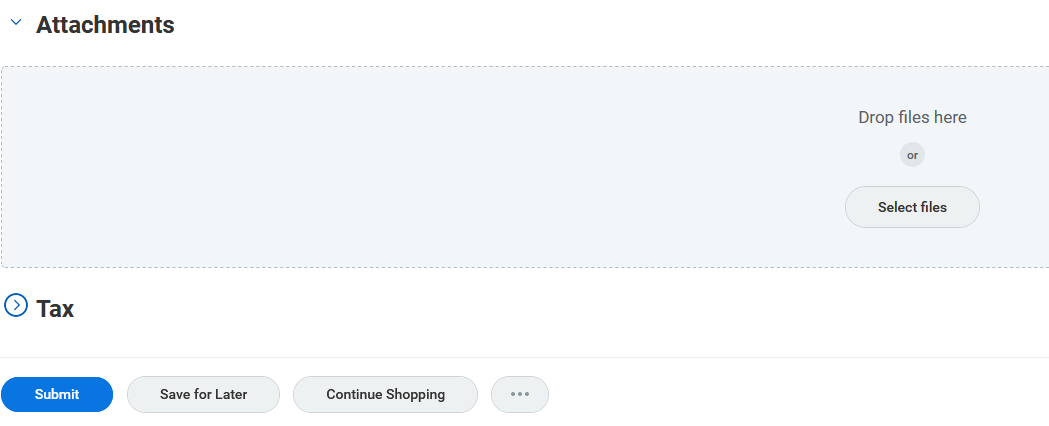 Attachments
Drop files here
or
Select files
Tax
Submit Save for Later Continue Shopping